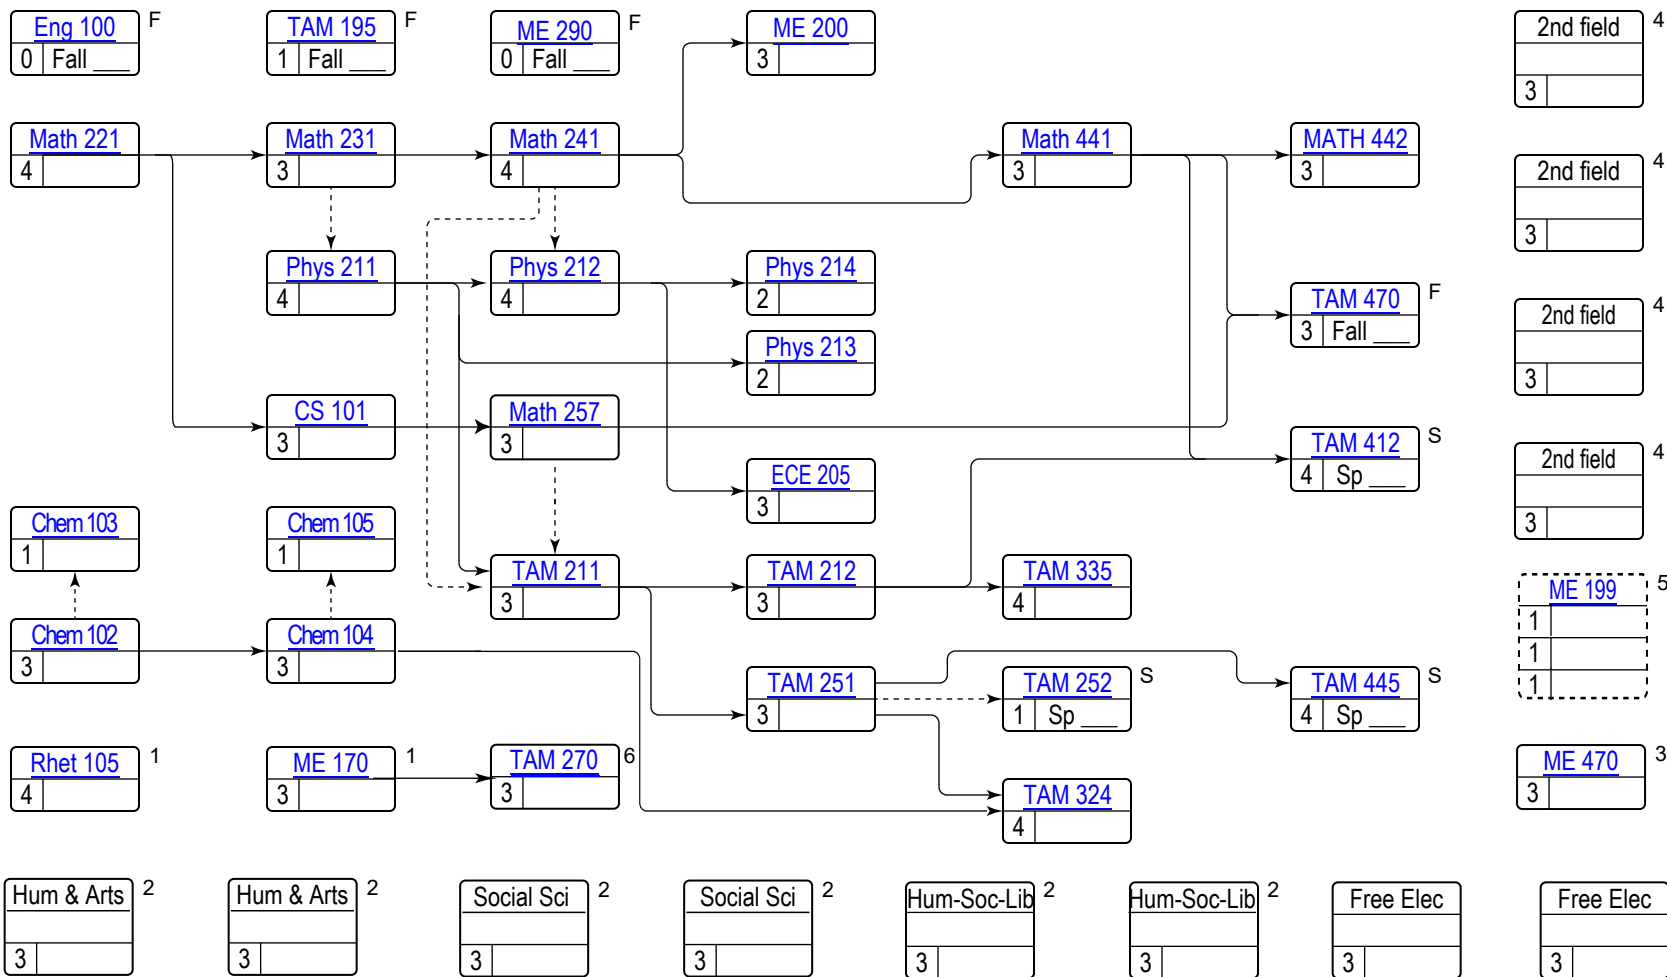 Eng 100 F
0 Fall ___
TAM 195 F
1 Fall ___
ME 290 F
0 Fall ___
ME 200
3
2nd field 4
3
Math 221
4
Math 231
3
Math 241
4
Math 441
3
MATH 442
3
2nd field 4
3
Phys 211
4
Phys 212
4
Phys 214
2
TAM 470 F
3 Fall ___
2nd field 4
3
Phys 213
2
CS 101
3
Math 257
3
TAM 412 S
4 Sp ___
2nd field 4
3
ECE 205
3
Chem 103
1
Chem 105
1
TAM 211
3
TAM 212
3
TAM 335
4
ME 199 5
1
1
1
Chem 102
3
Chem 104
3
TAM 251
3
TAM 252 S
1 Sp ___
TAM 445 S
4 Sp ___
Rhet 105 1
4
ME 170 1
3
TAM 270 6
3
ME 470 3
3
TAM 324
4
Hum & Arts 2
3
Hum & Arts 2
3
Social Sci 2
3
Social Sci 2
3
Hum-Soc-Lib 2
3
Hum-Soc-Lib 2
3
Free Elec
3
Free Elec
3